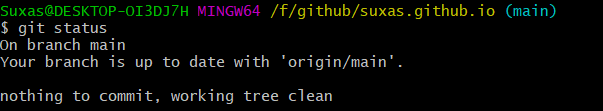 Suxas@DESKTOP-OI3DJ7H MINGW64 /f/github/suxas.github.io (main)
$ git status
On branch main
Your branch is up to date with 'origin/main'.
nothing to commit, working tree clean